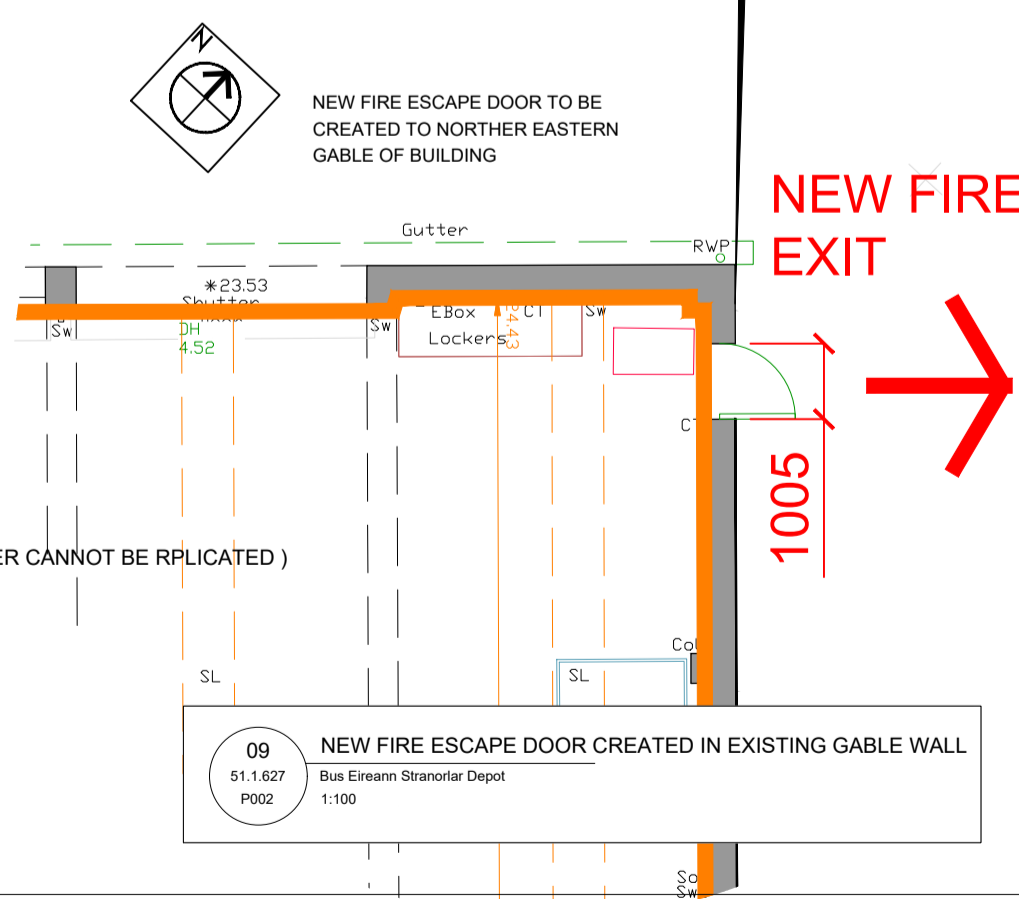 N
NEW FIRE ESCAPE DOOR TO BE
CREATED TO NORTHER EASTERN
GABLE OF BUILDING
NEW FIRE
EXIT
Gutter
RWP
23.53
Shutter
Sw
DH
4.52
Sw
EBox
CT
Sw
Lockers
24.43
CT
1005
ER CANNOT BE RPLICATED )
Col
SL
SL
09
51.1.627
P002
NEW FIRE ESCAPE DOOR CREATED IN EXISTING GABLE WALL
Bus Eireann Stranorlar Depot
1:100
So
Sw